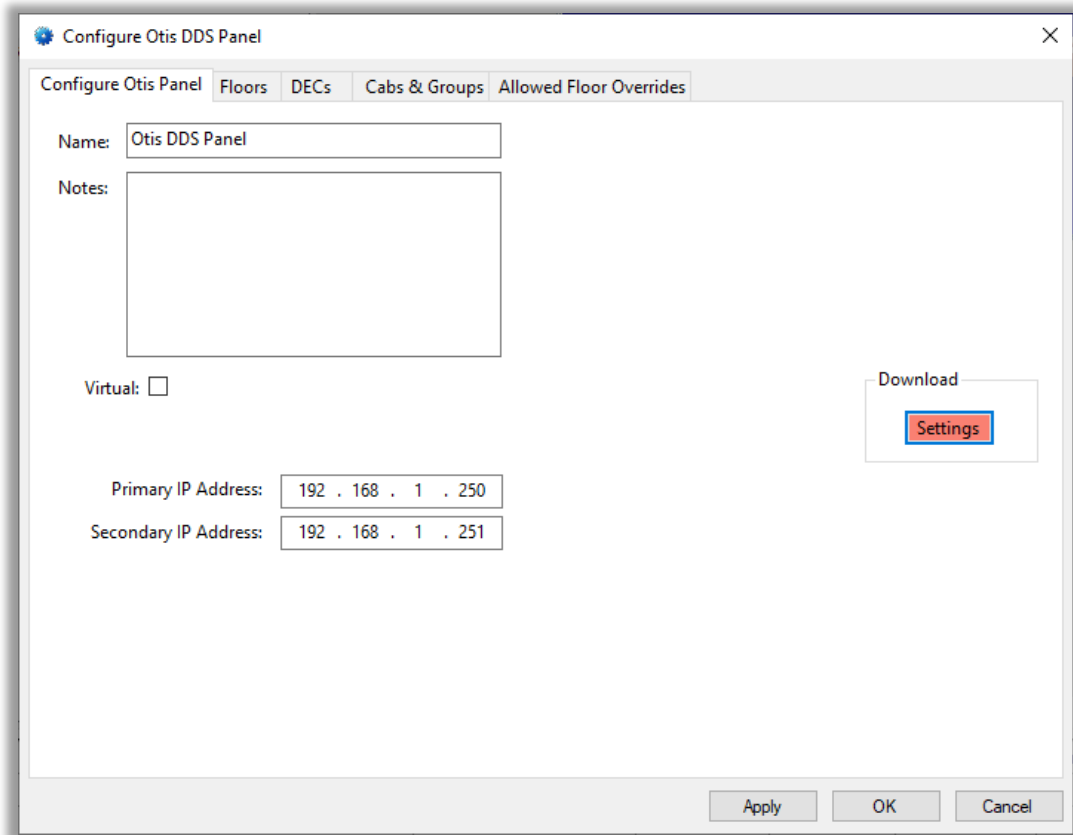 Configure Otis DDS Panel
Configure Otis Panel Floors DECs Cabs & Groups Allowed Floor Overrides
Name: Otis DDS Panel
Notes:
Virtual:
Download
Settings
Primary IP Address: 192 . 168 . 1 . 250
Secondary IP Address: 192 . 168 . 1 . 251
Apply OK Cancel